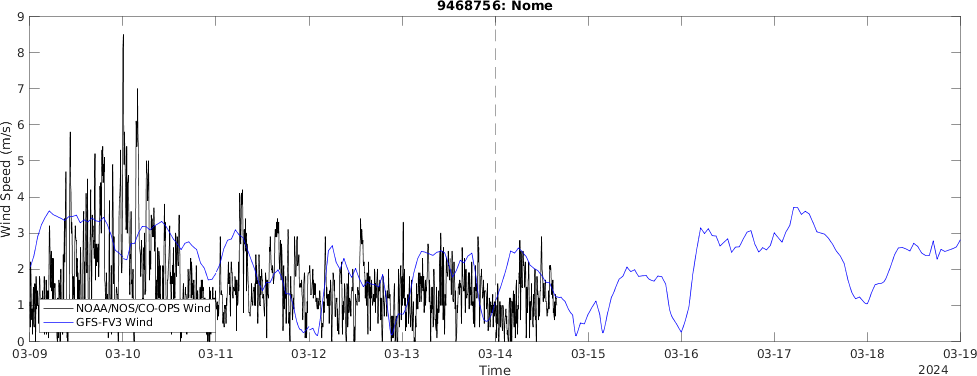 9468756: Nome
9
8
7
6
5
4
3
2
1
0
Wind Speed (m/s)
NOAA/NOS/CO-OPS Wind
GFS-FV3 Wind
03-09 03-10 03-11 03-12 03-13 03-14 03-15 03-16 03-17 03-18 03-19
Time
2024